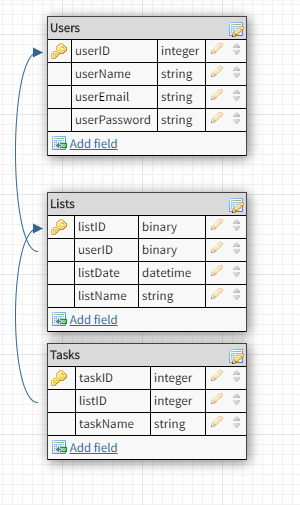 Users
userID integer
userName string
userEmail string
userPassword string
Add field
Lists
listID binary
userID binary
listDate datetime
listName string
Add field
Tasks
taskID integer
listID integer
taskName string
Add field